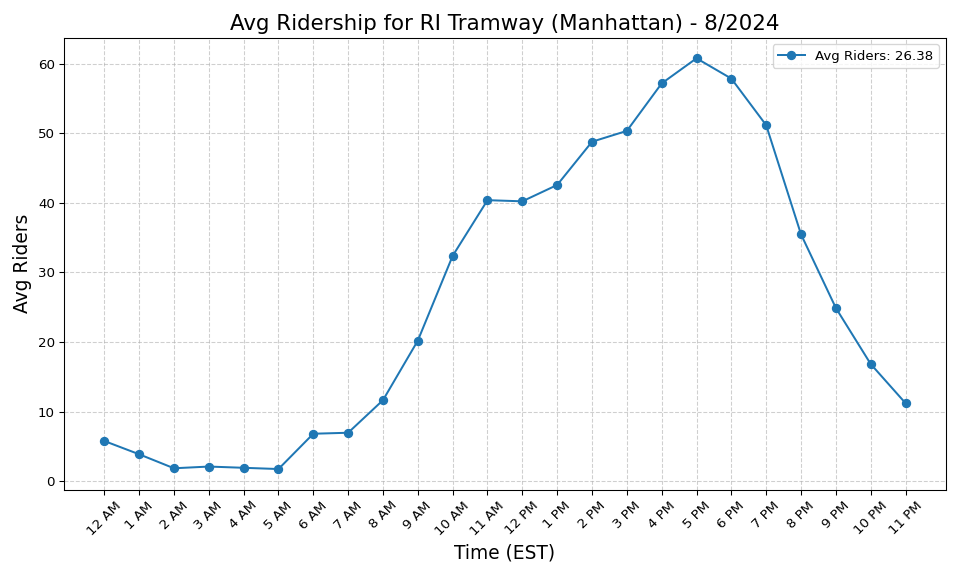 Avg Ridership for RI Tramway (Manhattan) - 8/2024
Avg Riders: 26.38
Avg Riders
60
50
40
30
20
10
0
12 AM
1 AM
2 AM
3 AM
4 AM
5 AM
6 AM
7 AM
8 AM
9 AM
10 AM
11 AM
12 PM
1 PM
2 PM
3 PM
4 PM
5 PM
6 PM
7 PM
8 PM
9 PM
10 PM
11 PM
Time (EST)